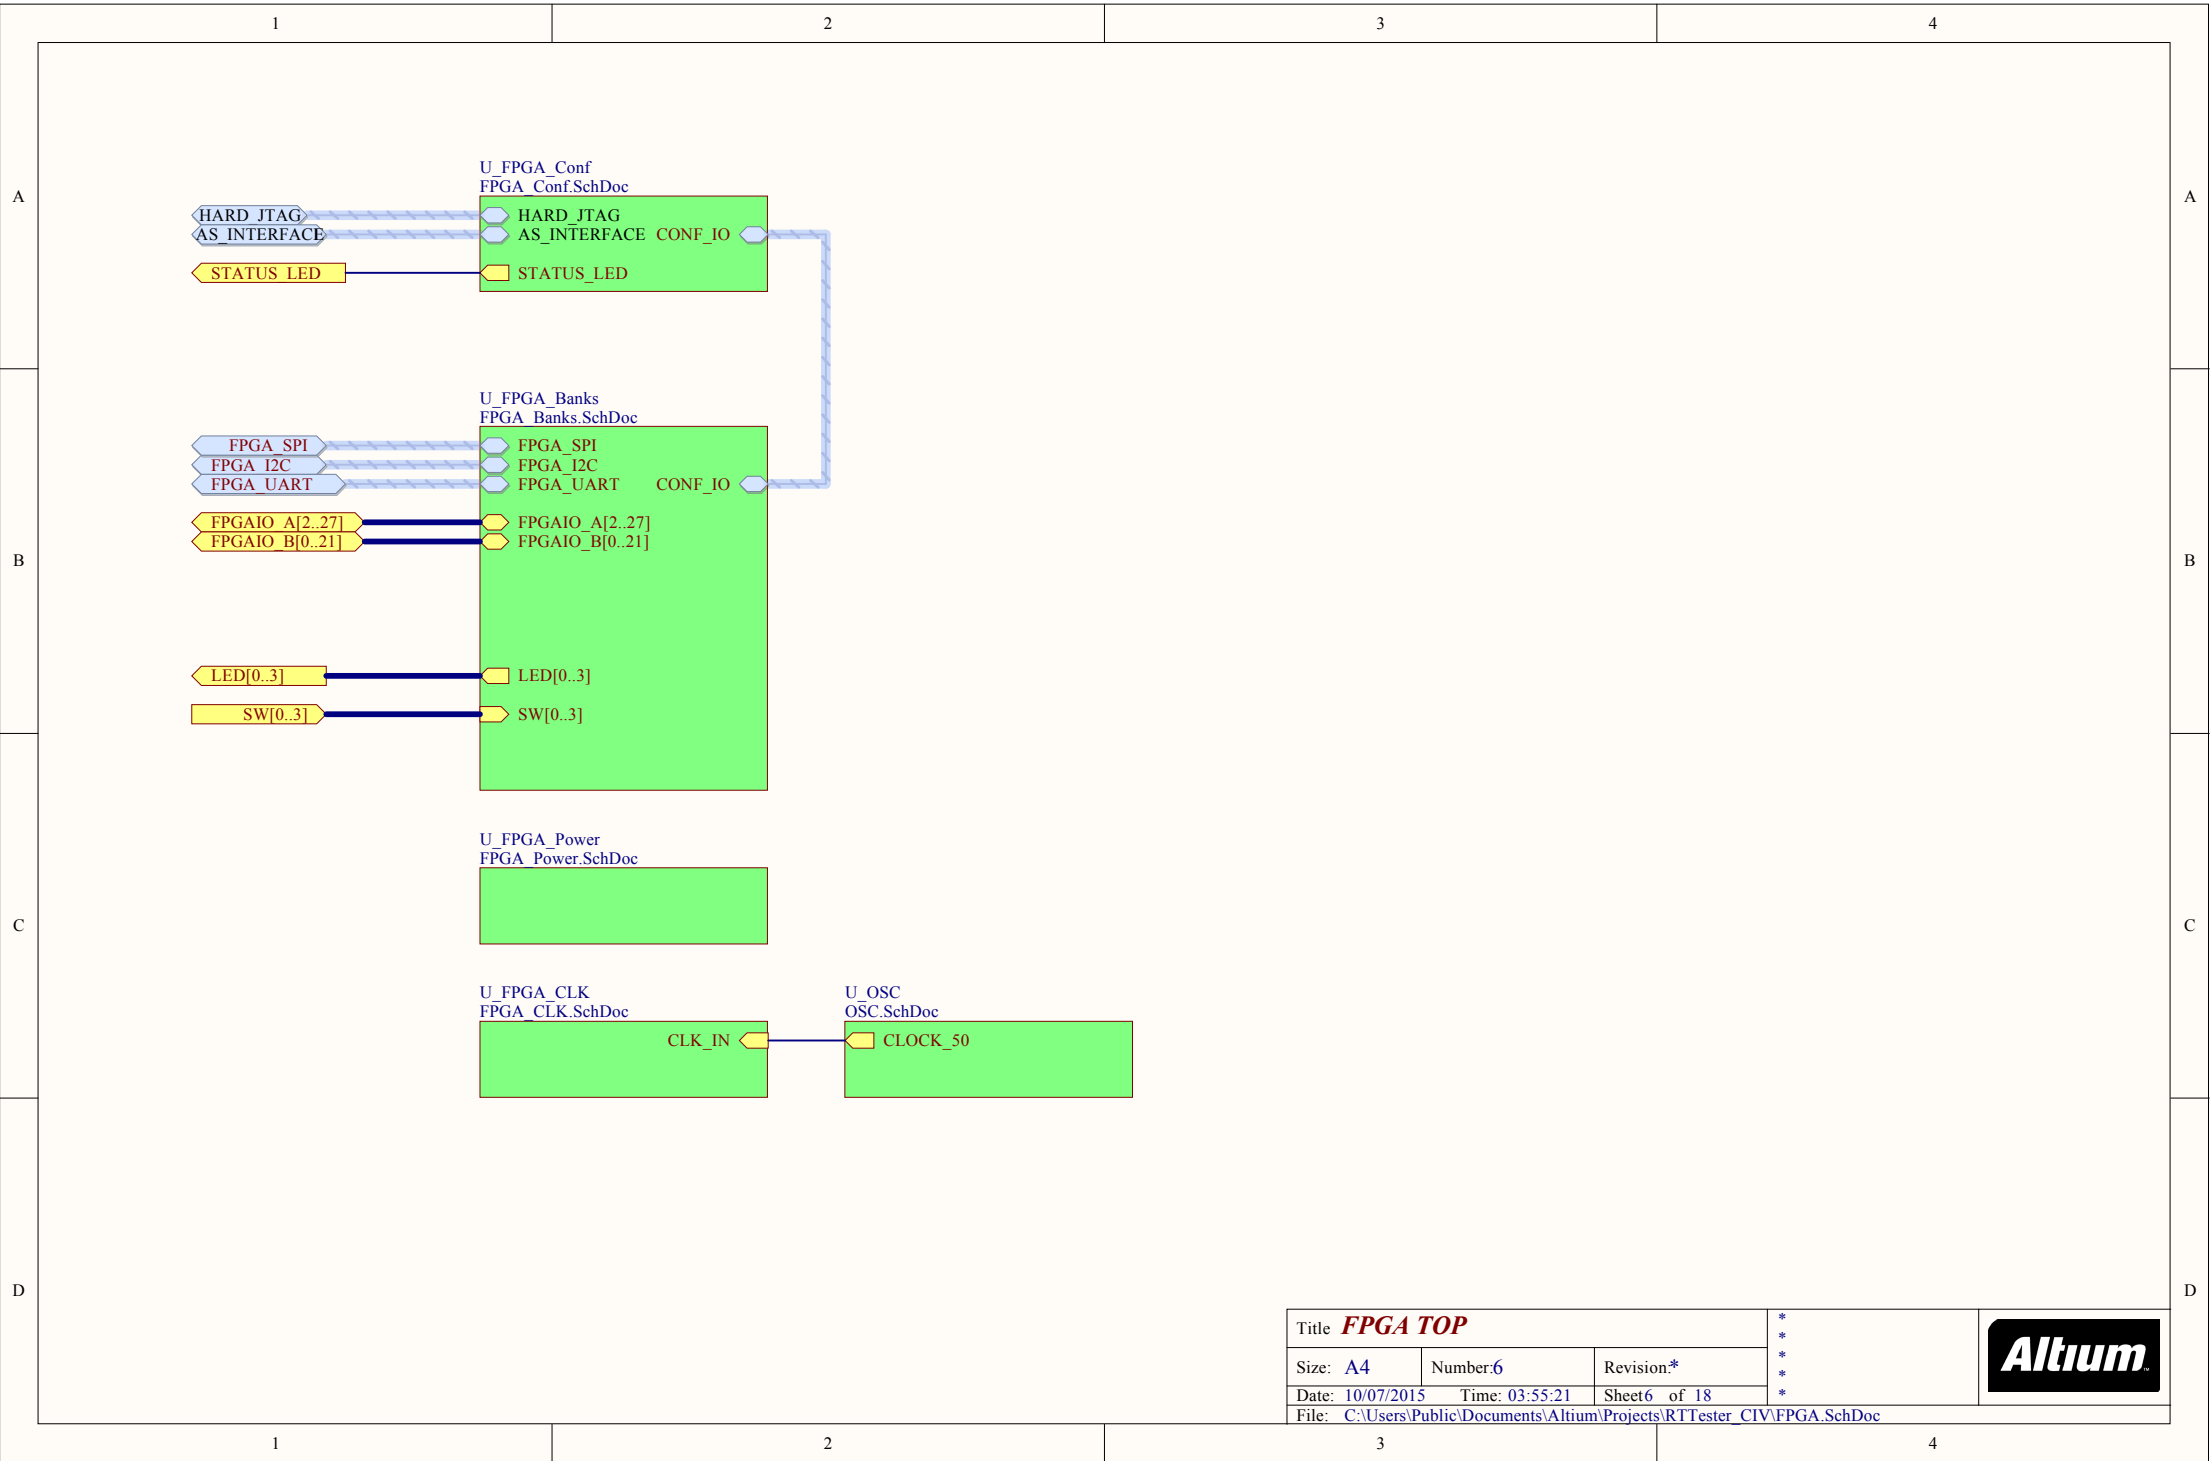 1 2 3 4
A A
U_FPGA_Conf
FPGA_Conf.SchDoc
HARD_JTAG HARD_JTAG
AS_INTERFACE AS_INTERFACE CONF_IO
STATUS_LED STATUS_LED
U_FPGA_Banks
FPGA_Banks.SchDoc
FPGA_SPI FPGA_SPI
FPGA_I2C FPGA_I2C
FPGA_UART FPGA_UART CONF_IO
FPGAIO_A[2..27] FPGAIO_A[2..27]
FPGAIO_B[0..21] FPGAIO_B[0..21]
B B
LED[0..3] LED[0..3]
SW[0..3] SW[0..3]
U_FPGA_Power
FPGA_Power.SchDoc
C C
U_FPGA_CLK U_OSC
FPGA_CLK.SchDoc OSC.SchDoc
CLK_IN CLOCK_50
D D
Title FPGA TOP *
*
Size: A4 Number:6 Revision:* *
*
Date: 10/07/2015 Time: 03:55:21 Sheet6 of 18 *
File: C:\Users\Public\Documents\Altium\Projects\RTTester_CIV\FPGA.SchDoc
Altium™
1 2 3 4